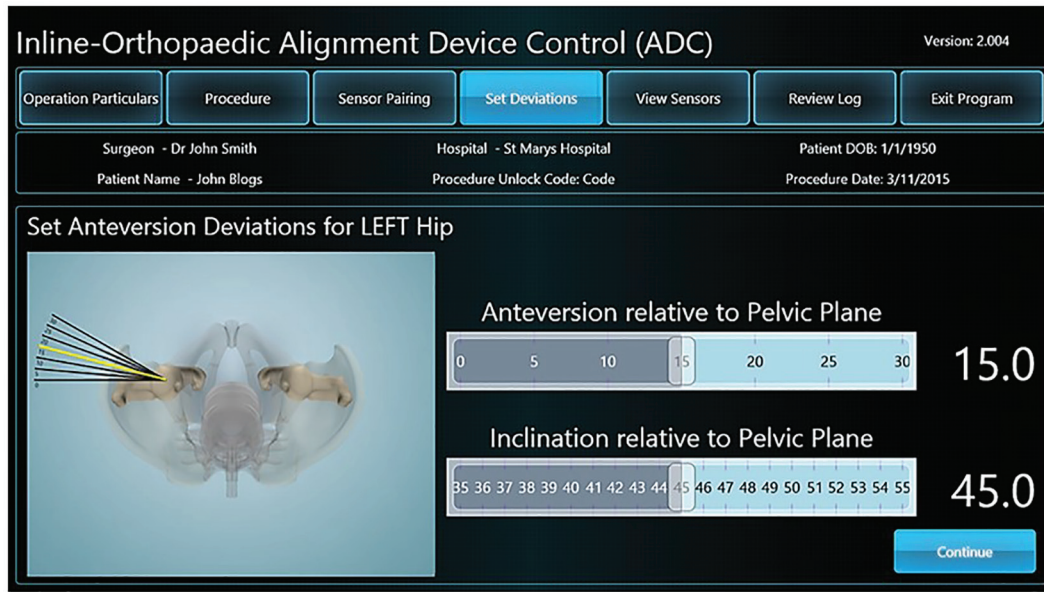 Inline-Orthopaedic Alignment Device Control (ADC)
Version: 2.004
Operation Particulars Procedure Sensor Pairing Set Deviations View Sensors Review Log Exit Program
Surgeon - Dr John Smith Hospital - St Marys Hospital Patient DOB: 1/1/1950
Patient Name - John Blogs Procedure Unlock Code: Code Procedure Date: 3/11/2015
Set Anteversion Deviations for LEFT Hip
Anteversion relative to Pelvic Plane
0 5 10 15 20 25 30
15.0
Inclination relative to Pelvic Plane
35 36 37 38 39 40 41 42 43 44 45 46 47 48 49 50 51 52 53 54 55
45.0
Continue